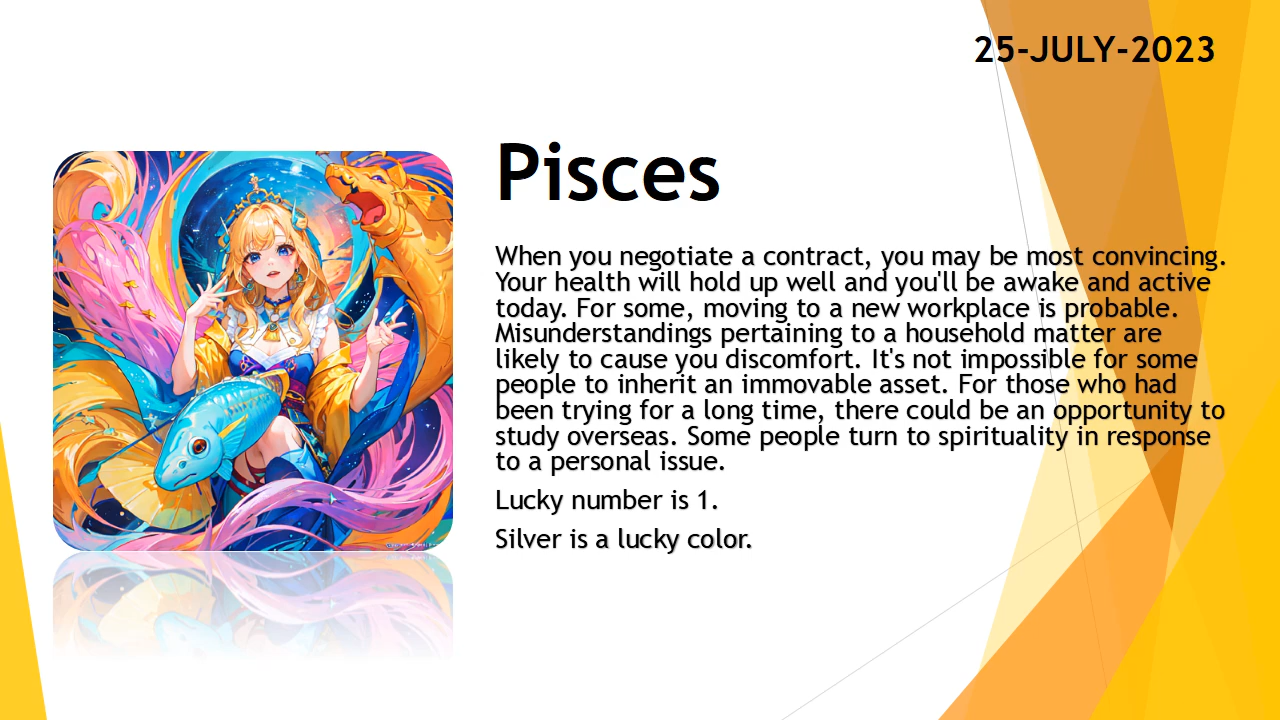 25-JULY-2023
Pisces
When you negotiate a contract, you may be most convincing.
Your health will hold up well and you'll be awake and active
today. For some, moving to a new workplace is probable.
Misunderstandings pertaining to a household matter are
likely to cause you discomfort. It's not impossible for some
people to inherit an immovable asset. For those who had
been trying for a long time, there could be an opportunity to
study overseas. Some people turn to spirituality in response
to a personal issue.
Lucky number is 1.
Silver is a lucky color.